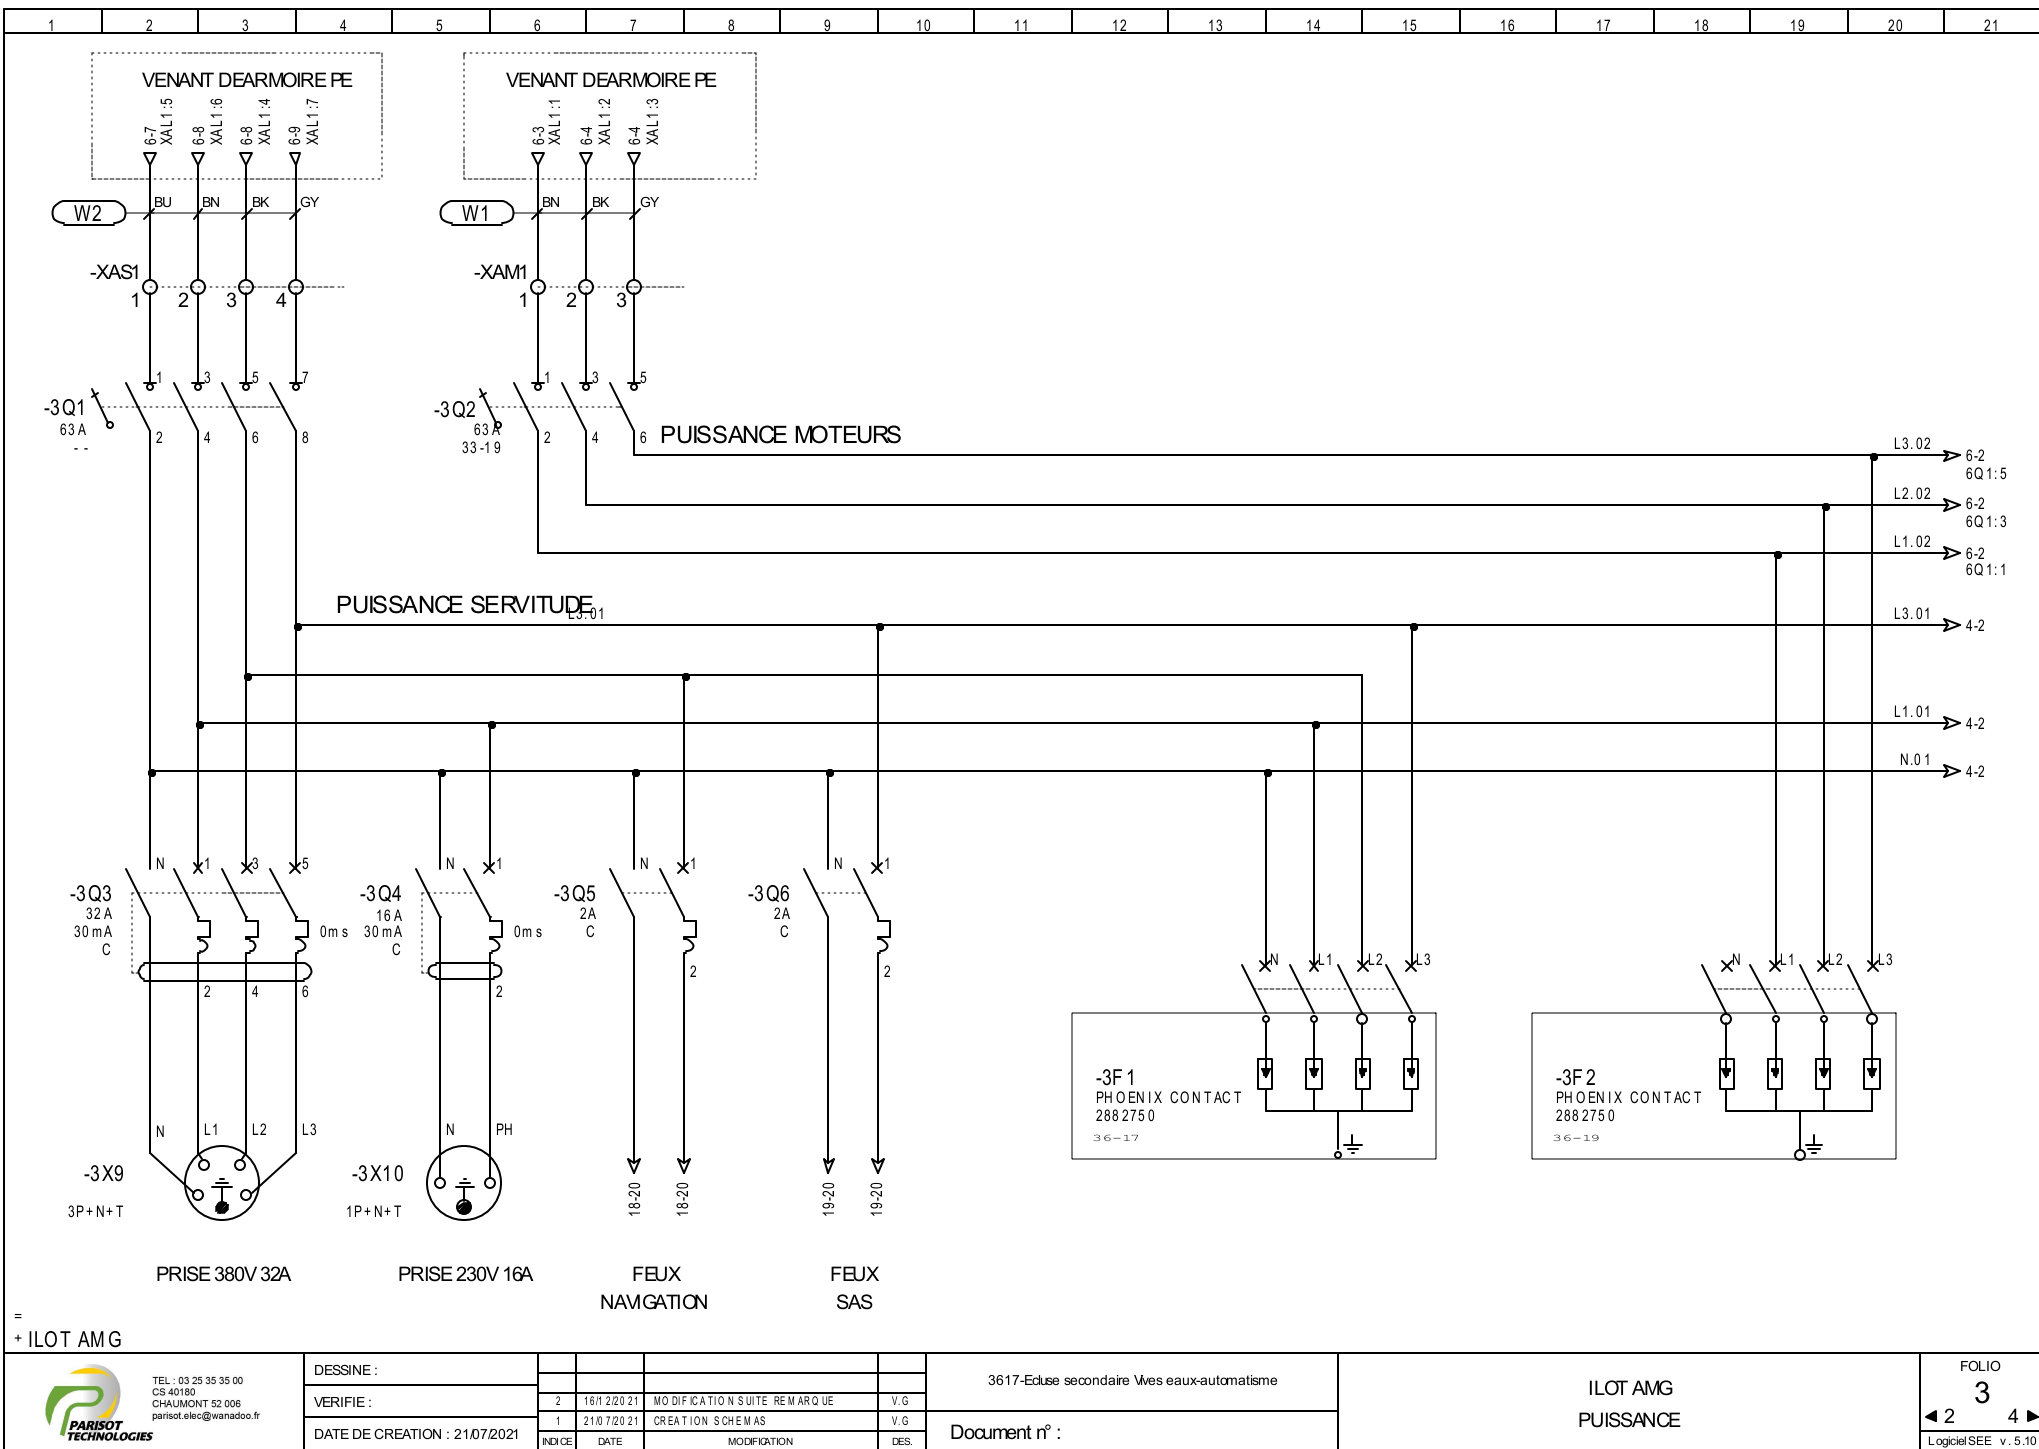 1 2 3 4 5 6 7 8 9 10 11 12 13 14 15 16 17 18 19 20 21
VENANT DEARMOIRE PE
VENANT DEARMOIRE PE
6-7
XAL1:5
6-8
XAL1:6
6-8
XAL1:4
6-9
XAL1:7
6-3
XAL1:1
6-4
XAL1:2
6-4
XAL1:3
W2
BU BN BK GY
W1
BN BK GY
-XAS1
1 2 3 4
-XAM1
1 2 3
1 3 5 7
-3Q1
63A
- -
2 4 6 8
1 3 5
-3Q2
63A
33-19
2 4 6
PUISSANCE MOTEURS
L3.02
6-2
6Q1:5
L2.02
6-2
6Q1:3
L1.02
6-2
6Q1:1
PUISSANCE SERVITUDE
L3.01
L3.01
4-2
L1.01
4-2
N.01
4-2
N 1 3 5
-3Q3
32A
30mA
C
0ms
2 4 6
N 1
-3Q4
16A
30mA
C
0ms
2
N 1
-3Q5
2A
C
2
N 1
-3Q6
2A
C
2
N L1 L2 L3
-3F1
PHOENIX CONTACT
2882750
36-17
N L1 L2 L3
-3F2
PHOENIX CONTACT
2882750
36-19
N L1 L2 L3
-3X9
3P+N+T
N PH
-3X10
1P+N+T
18-20
18-20
19-20
19-20
PRISE 380V 32A
PRISE 230V 16A
FEUX
NAVIGATION
FEUX
SAS
=
+ ILOT AMG
PARISOT
TECHNOLOGIES
TEL : 03 25 35 35 00
CS 40180
CHAUMONT 52 006
parisot.elec@wanadoo.fr
DESSINE :
VERIFIE :
DATE DE CREATION : 21/07/2021
2 16/12/2021 MODIFICATION SUITE REMARQUE V.G
1 21/07/2021 CREATION SCHEMAS V.G
INDICE DATE MODIFICATION DES.
3617-Ecluse secondaire Vives eaux-automatisme
Document n° :
ILOT AMG
PUISSANCE
FOLIO
3
2 4
Logiciel SEE v.5.10